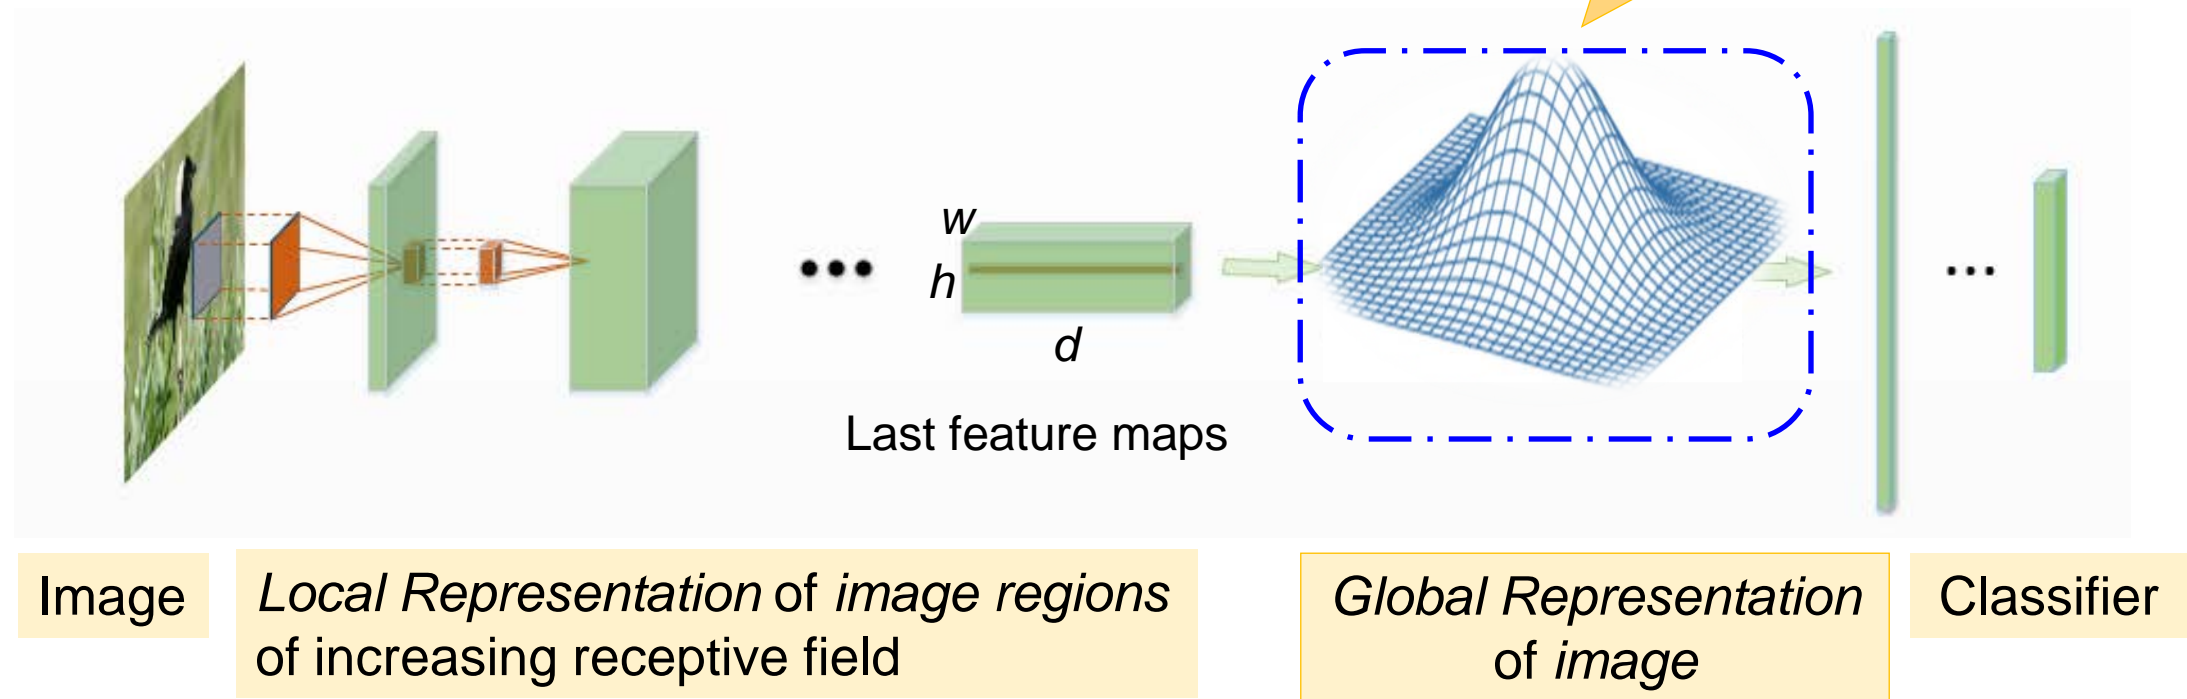 w
h
d
Last feature maps
Image
Local Representation of image regions
of increasing receptive field
Global Representation
of image
Classifier